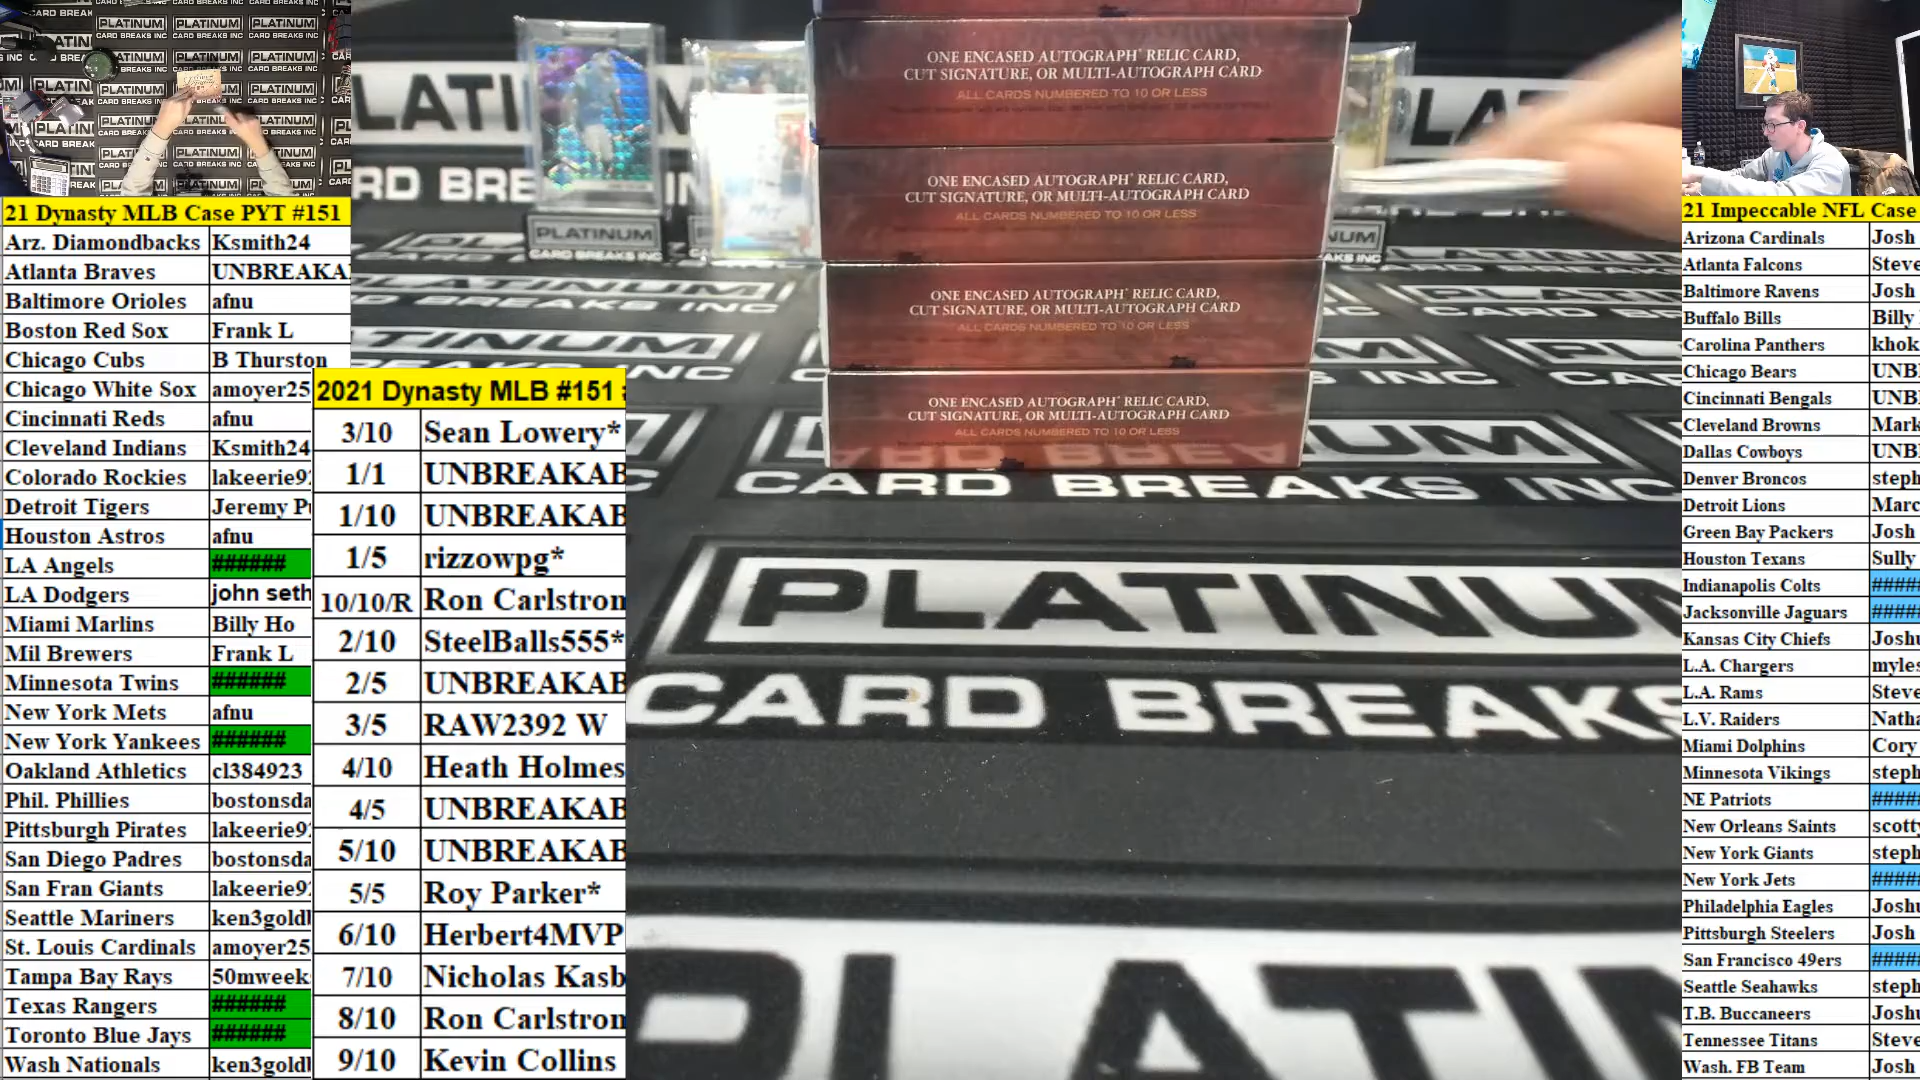 21 Dynasty MLB Case PYT #151
Arz. Diamondbacks Ksmith24
Atlanta Braves UNBREAKA
Baltimore Orioles afnu
Boston Red Sox Frank L
Chicago Cubs B Thurston
Chicago White Sox amoyer25
Cincinnati Reds afnu
Cleveland Indians Ksmith24
Colorado Rockies lakeerie9
Detroit Tigers Jeremy P
Houston Astros afnu
LA Angels ######
LA Dodgers john seth
Miami Marlins Billy Ho
Mil Brewers Frank L
Minnesota Twins ######
New York Mets afnu
New York Yankees ######
Oakland Athletics cl384923
Phil. Phillies bostonsda
Pittsburgh Pirates lakeerie9
San Diego Padres bostonsda
San Fran Giants lakeerie9
Seattle Mariners ken3gold
St. Louis Cardinals amoyer25
Tampa Bay Rays 50mweek
Texas Rangers ######
Toronto Blue Jays ######
Wash Nationals ken3gold
2021 Dynasty MLB #151
3/10 Sean Lowery*
1/1 UNBREAKAB
1/10 UNBREAKAB
1/5 rizzowpg*
10/10/R Ron Carlstrom
2/10 SteelBalls555*
2/5 UNBREAKAB
3/5 RAW2392 W
4/10 Heath Holmes
4/5 UNBREAKAB
5/10 UNBREAKAB
5/5 Roy Parker*
6/10 Herbert4MVP
7/10 Nicholas Kasb
8/10 Ron Carlstrom
9/10 Kevin Collins
ONE ENCASED AUTOGRAPH RELIC CARD,
CUT SIGNATURE, OR MULTI-AUTOGRAPH CARD
ALL CARDS NUMBERED TO 10 OR LESS
ONE ENCASED AUTOGRAPH RELIC CARD,
CUT SIGNATURE, OR MULTI-AUTOGRAPH CARD
ALL CARDS NUMBERED TO 10 OR LESS
ONE ENCASED AUTOGRAPH RELIC CARD,
CUT SIGNATURE, OR MULTI-AUTOGRAPH CARD
ALL CARDS NUMBERED TO 10 OR LESS
ONE ENCASED AUTOGRAPH RELIC CARD,
CUT SIGNATURE, OR MULTI-AUTOGRAPH CARD
ALL CARDS NUMBERED TO 10 OR LESS
PLATINUM
CARD BREAKS INC
CARD BREAKS INC
PLATINU
CARD BREAKS
PLATI
21 Impeccable NFL Case
Arizona Cardinals Josh
Atlanta Falcons Steve
Baltimore Ravens Josh
Buffalo Bills Billy
Carolina Panthers khok
Chicago Bears UNB
Cincinnati Bengals UNB
Cleveland Browns Mark
Dallas Cowboys UNB
Denver Broncos steph
Detroit Lions Marc
Green Bay Packers Josh
Houston Texans Sully
Indianapolis Colts #####
Jacksonville Jaguars #####
Kansas City Chiefs Joshu
L.A. Chargers myles
L.A. Rams Steve
L.V. Raiders Natha
Miami Dolphins Cory
Minnesota Vikings steph
NE Patriots #####
New Orleans Saints scotty
New York Giants steph
New York Jets #####
Philadelphia Eagles Joshu
Pittsburgh Steelers Josh
San Francisco 49ers #####
Seattle Seahawks steph
T.B. Buccaneers Joshu
Tennessee Titans Steve
Wash. FB Team Josh